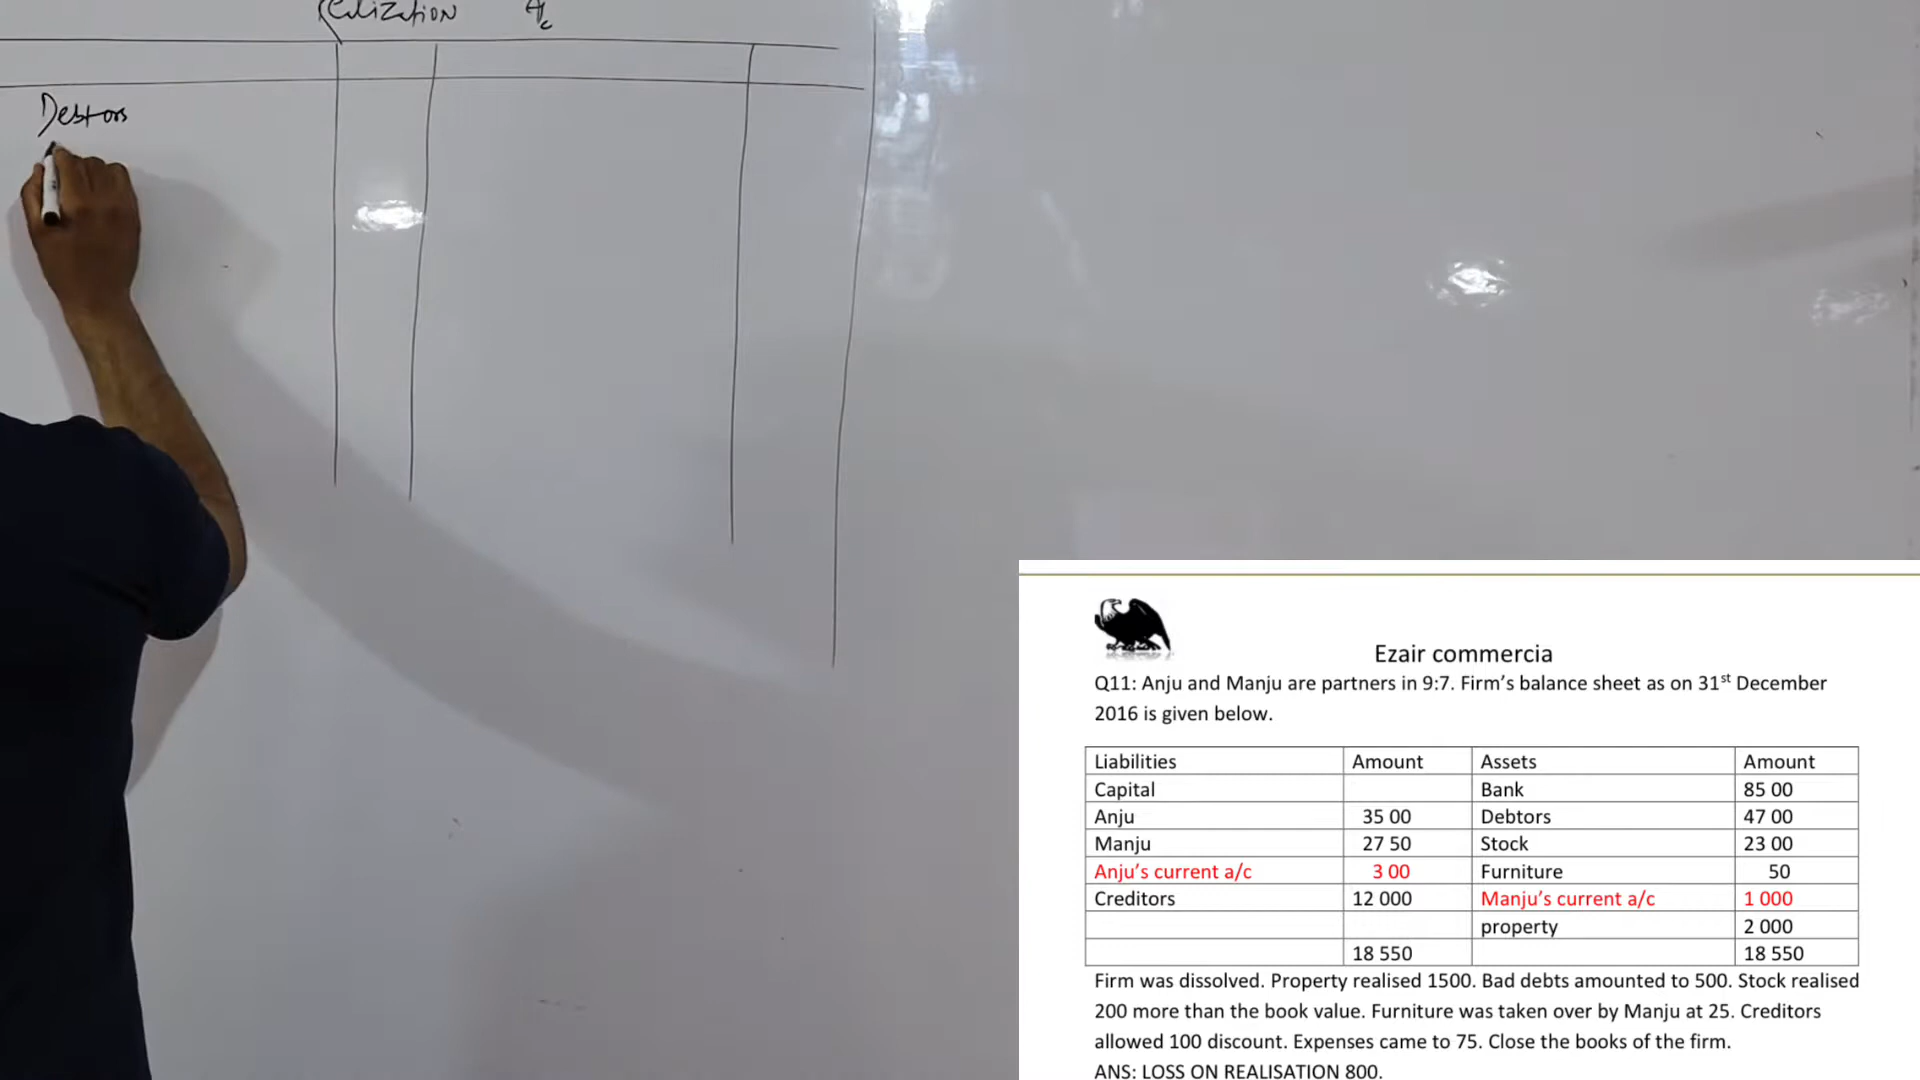 Realization A/c
Debtors
Ezair commercia
Q11: Anju and Manju are partners in 9:7. Firm’s balance sheet as on 31st December
2016 is given below.
Liabilities Amount Assets Amount
Capital Bank 85 00
Anju 35 00 Debtors 47 00
Manju 27 50 Stock 23 00
Anju’s current a/c 3 00 Furniture 50
Creditors 12 000 Manju’s current a/c 1 000
property 2 000
18 550 18 550
Firm was dissolved. Property realised 1500. Bad debts amounted to 500. Stock realised
200 more than the book value. Furniture was taken over by Manju at 25. Creditors
allowed 100 discount. Expenses came to 75. Close the books of the firm.
ANS: LOSS ON REALISATION 800.